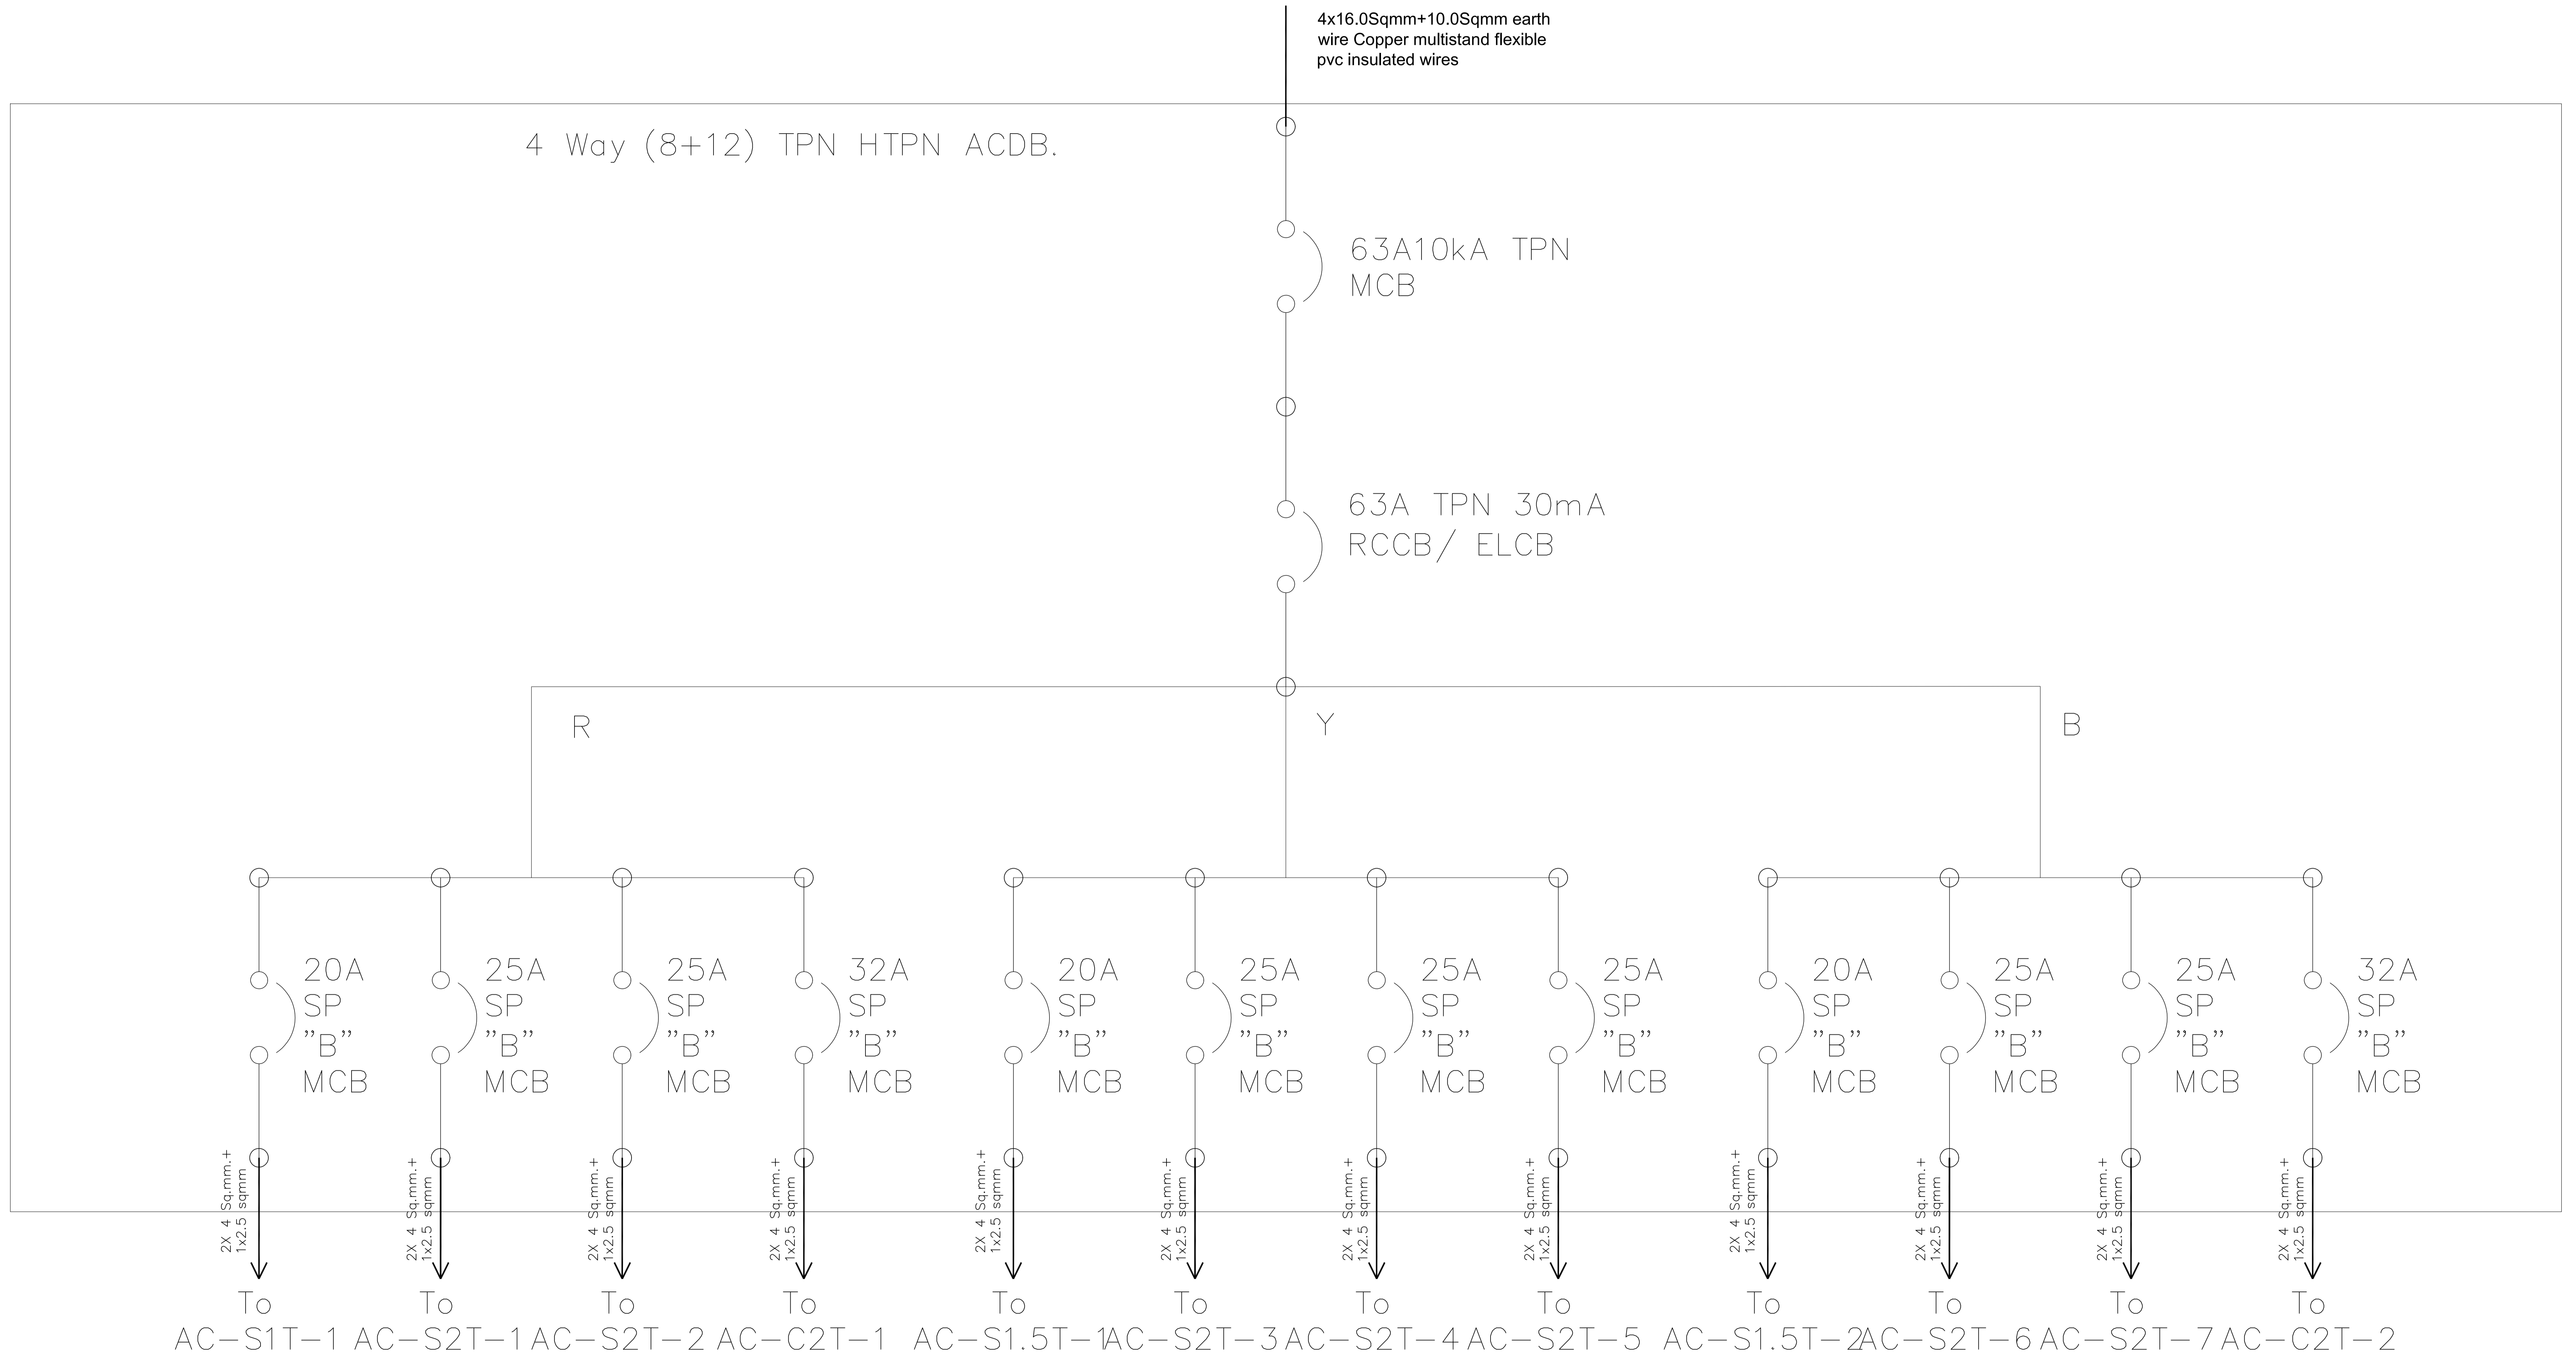 4x16.0Sqmm+10.0Sqmm earth
wire Copper multistand flexible
pvc insulated wires
4 Way (8+12) TPN HTPN ACDB.
63A10kA TPN
MCB
63A TPN 30mA
RCCB/ ELCB
R
Y
B
20A
SP
"B"
MCB
25A
SP
"B"
MCB
25A
SP
"B"
MCB
32A
SP
"B"
MCB
20A
SP
"B"
MCB
25A
SP
"B"
MCB
25A
SP
"B"
MCB
25A
SP
"B"
MCB
20A
SP
"B"
MCB
25A
SP
"B"
MCB
25A
SP
"B"
MCB
32A
SP
"B"
MCB
2X 4 Sq.mm.+
1x2.5 sqmm
2X 4 Sq.mm.+
1x2.5 sqmm
2X 4 Sq.mm.+
1x2.5 sqmm
2X 4 Sq.mm.+
1x2.5 sqmm
2X 4 Sq.mm.+
1x2.5 sqmm
2X 4 Sq.mm.+
1x2.5 sqmm
2X 4 Sq.mm.+
1x2.5 sqmm
2X 4 Sq.mm.+
1x2.5 sqmm
2X 4 Sq.mm.+
1x2.5 sqmm
2X 4 Sq.mm.+
1x2.5 sqmm
2X 4 Sq.mm.+
1x2.5 sqmm
2X 4 Sq.mm.+
1x2.5 sqmm
To
AC-S1T-1
To
AC-S2T-1
To
AC-S2T-2
To
AC-C2T-1
To
AC-S1.5T-1
To
AC-S2T-3
To
AC-S2T-4
To
AC-S2T-5
To
AC-S1.5T-2
To
AC-S2T-6
To
AC-S2T-7
To
AC-C2T-2